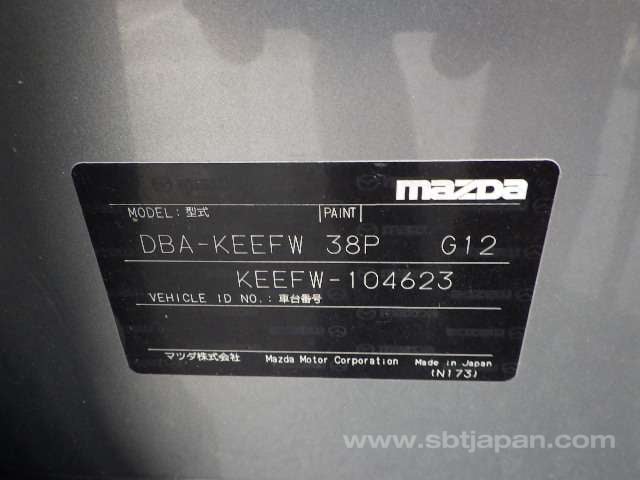 mazda
MODEL: 型式 |PAINT|
DBA-KEEFW 38P G12
KEEFW-104623
VEHICLE ID NO.: 車台番号
マツダ株式会社 Mazda Motor Corporation Made in Japan
(N173)
www.sbtjapan.com